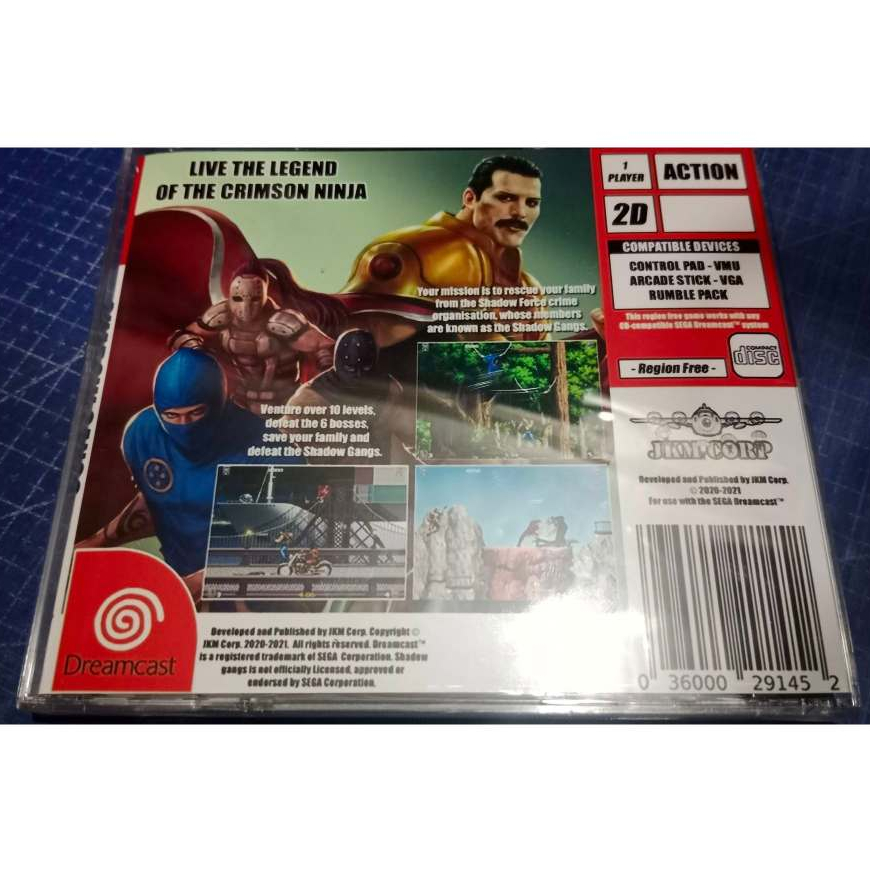 LIVE THE LEGEND
OF THE CRIMSON NINJA
Your mission is to rescue your family
from the Shadow Force crime
organisation, whose members
are known as the Shadow Gangs.
Venture over 10 levels,
defeat the 6 bosses,
save your family and
defeat the Shadow Gangs.
1
PLAYER
ACTION
2D
COMPATIBLE DEVICES
CONTROL PAD - VMU
ARCADE STICK - VGA
RUMBLE PACK
This region free game works with any
CD-compatible SEGA Dreamcast™ system
- Region Free -
COMPACT
disc
JKM CORP
Developed and Published by JKM Corp.
© 2020-2021
For use with the SEGA Dreamcast™
0 36000 29145 2
Dreamcast
Developed and Published by JKM Corp. Copyright ©
JKM Corp. 2020-2021. All rights reserved. Dreamcast™
is a registered trademark of SEGA Corporation. Shadow
gangs is not officially Licensed, approved or
endorsed by SEGA Corporation.